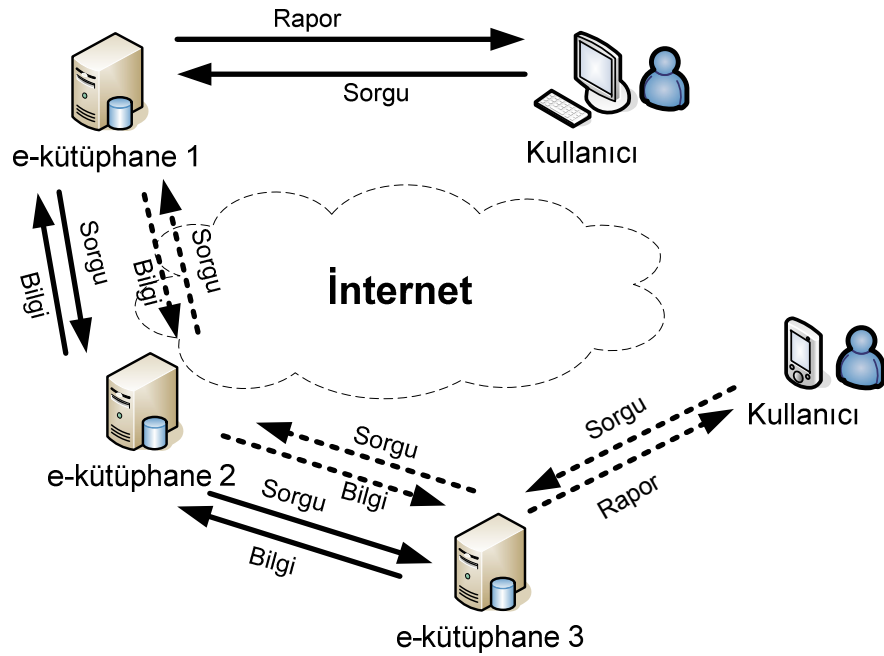 Rapor
Sorgu
e-kütüphane 1
Kullanıcı
Sorgu
Bilgi
Sorgu
Bilgi
İnternet
Kullanıcı
e-kütüphane 2
Sorgu
Bilgi
Sorgu
Bilgi
Sorgu
Rapor
e-kütüphane 3